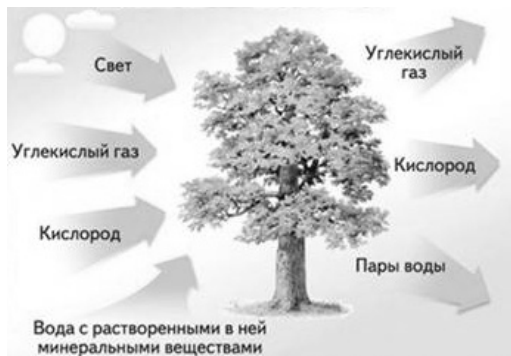 Свет
Углекислый газ
Кислород
Вода с растворенными в ней
минеральными веществами
Углекислый
газ
Кислород
Пары воды